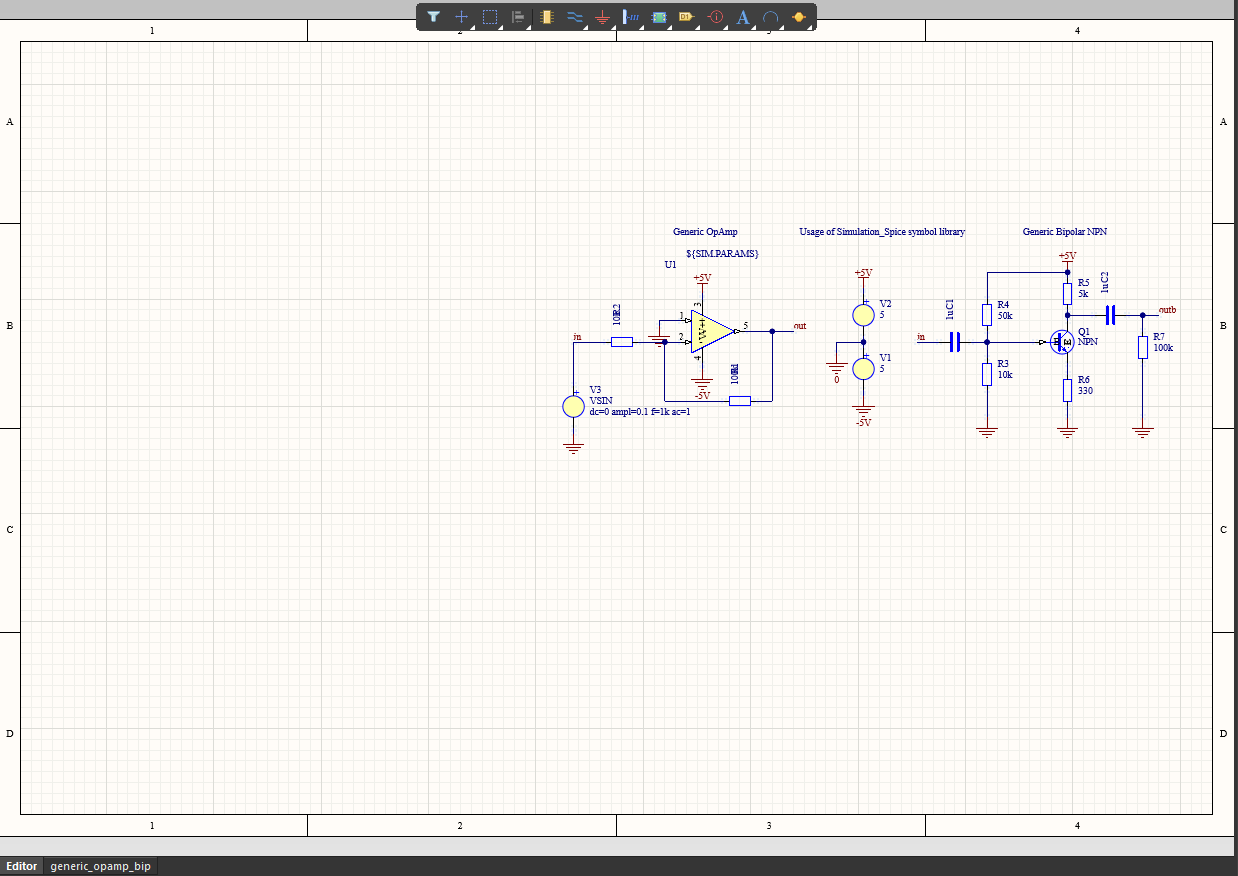 1
2
3
4
A
A
Generic OpAmp
Usage of Simulation_Spice symbol library
Generic Bipolar NPN
${SIM.PARAMS}
U1
+5V
+5V
+5V
R5
5k
1uC2
outb
B
B
3
1
2
4
5
out
in
V3
VSIN
dc=0 ampl=0.1 f=1k ac=1
-5V
V2
5
V1
5
0
-5V
in
1uC1
R4
50k
R3
10k
Q1
NPN
E
R6
330
R7
100k
C
C
D
D
1
2
3
4
Editor
generic_opamp_bip